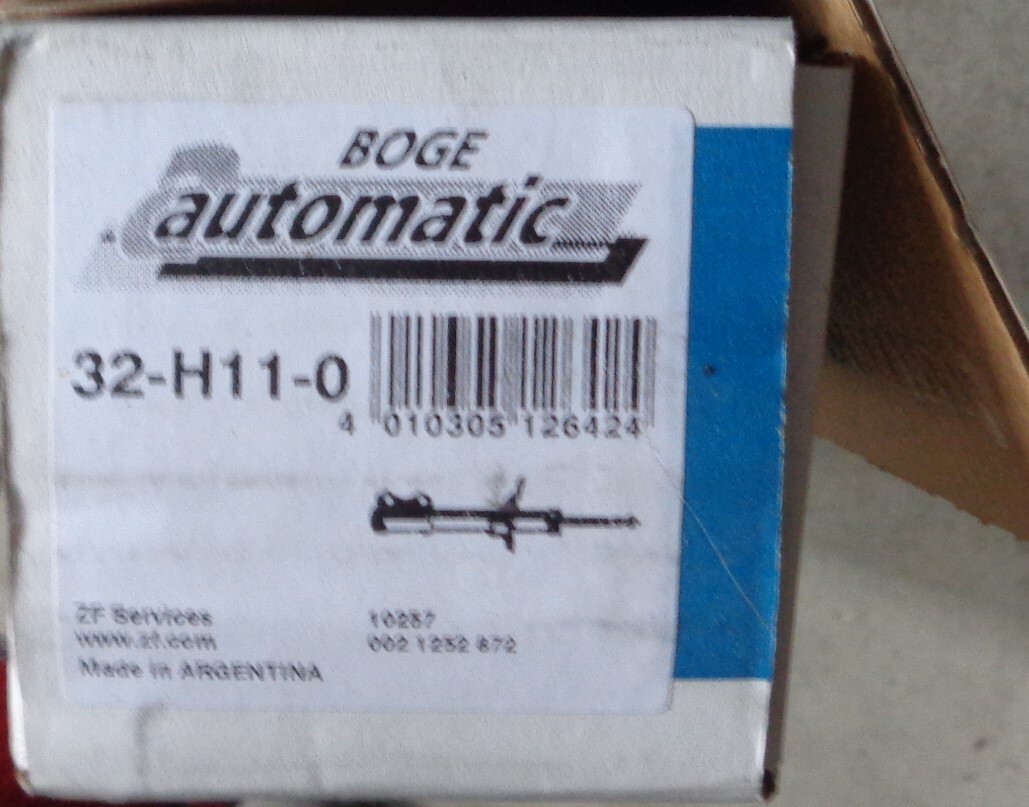 BOGE
automatic
32-H11-0
4 010305 126424
ZF Services
www.zf.com
Made in ARGENTINA
10257
002 1252 872